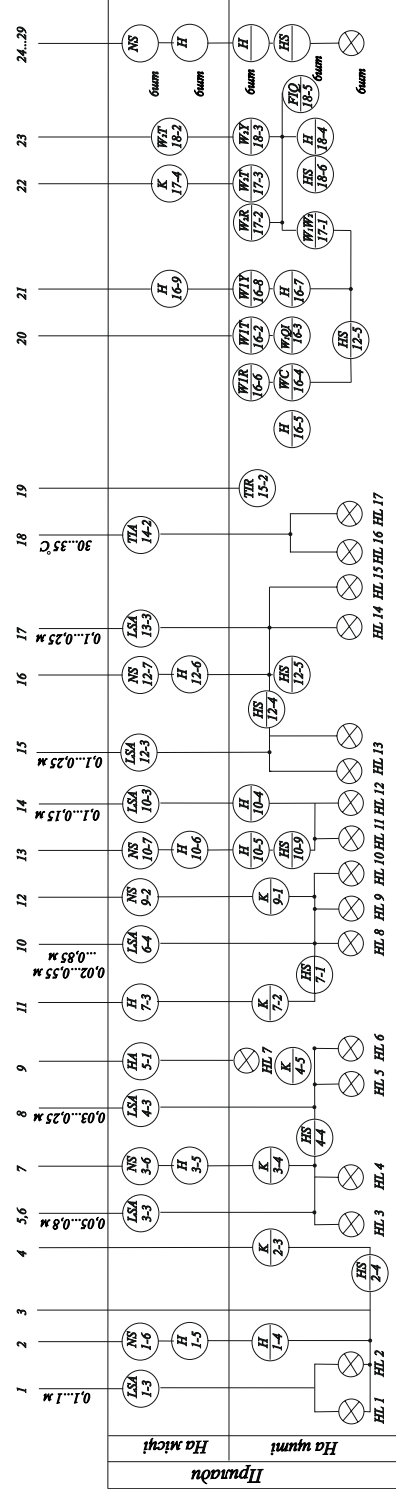 1
2
3
4
5,6
7
8
9
11
10
12
13
14
15
16
17
18
19
20
21
22
23
24...29
0,1...1 м
0,05...0,8 м
0,03...0,25 м
0,02...0,55 м
...0,85 м
0,1...0,15 м
0,1...0,25 м
0,1...0,25 м
30...35°C
Прилади
На місці
LSA
1-3
NS
1-6
LSA
3-3
NS
3-6
LSA
4-3
HA
5-1
H
7-3
LSA
6-4
NS
9-2
NS
10-7
LSA
10-3
LSA
12-3
NS
12-7
LSA
13-3
TIA
14-2
NS
6шт
H
1-5
H
3-5
H
10-6
H
12-6
H
16-9
K
17-4
W₂T
18-2
H
6шт
На щиті
H
1-4
K
2-3
K
3-4
HL 7
K
7-2
K
9-1
H
10-5
H
10-4
TIR
15-2
W1R
16-6
W1T
16-2
W1Y
16-8
W₂R
17-2
W₂T
17-3
W₂Y
18-3
H
6шт
K
4-5
HS
10-9
HS
12-4
HS
12-5
H
16-5
WC
16-4
W₁QI
16-3
H
16-7
W₁W₂
17-1
HS
18-6
H
18-4
FIQ
18-5
HS
6шт
HS
2-4
HS
4-4
HS
7-1
HS
12-5
6шт
HL 1
HL 2
HL 3
HL 4
HL 5
HL 6
HL 8
HL 9
HL 10
HL 11
HL 12
HL 13
HL 14
HL 15
HL 16
HL 17